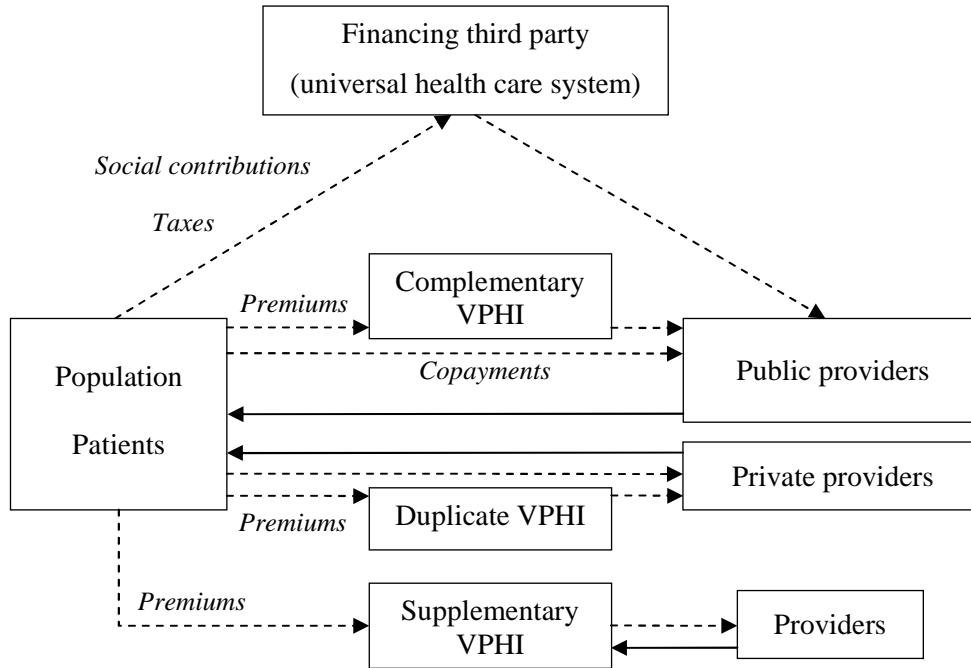 Financing third party
(universal health care system)
Social contributions
Taxes
Premiums
Complementary
VPHI
Copayments
Public providers
Population
Patients
Private providers
Premiums
Duplicate VPHI
Premiums
Supplementary
VPHI
Providers